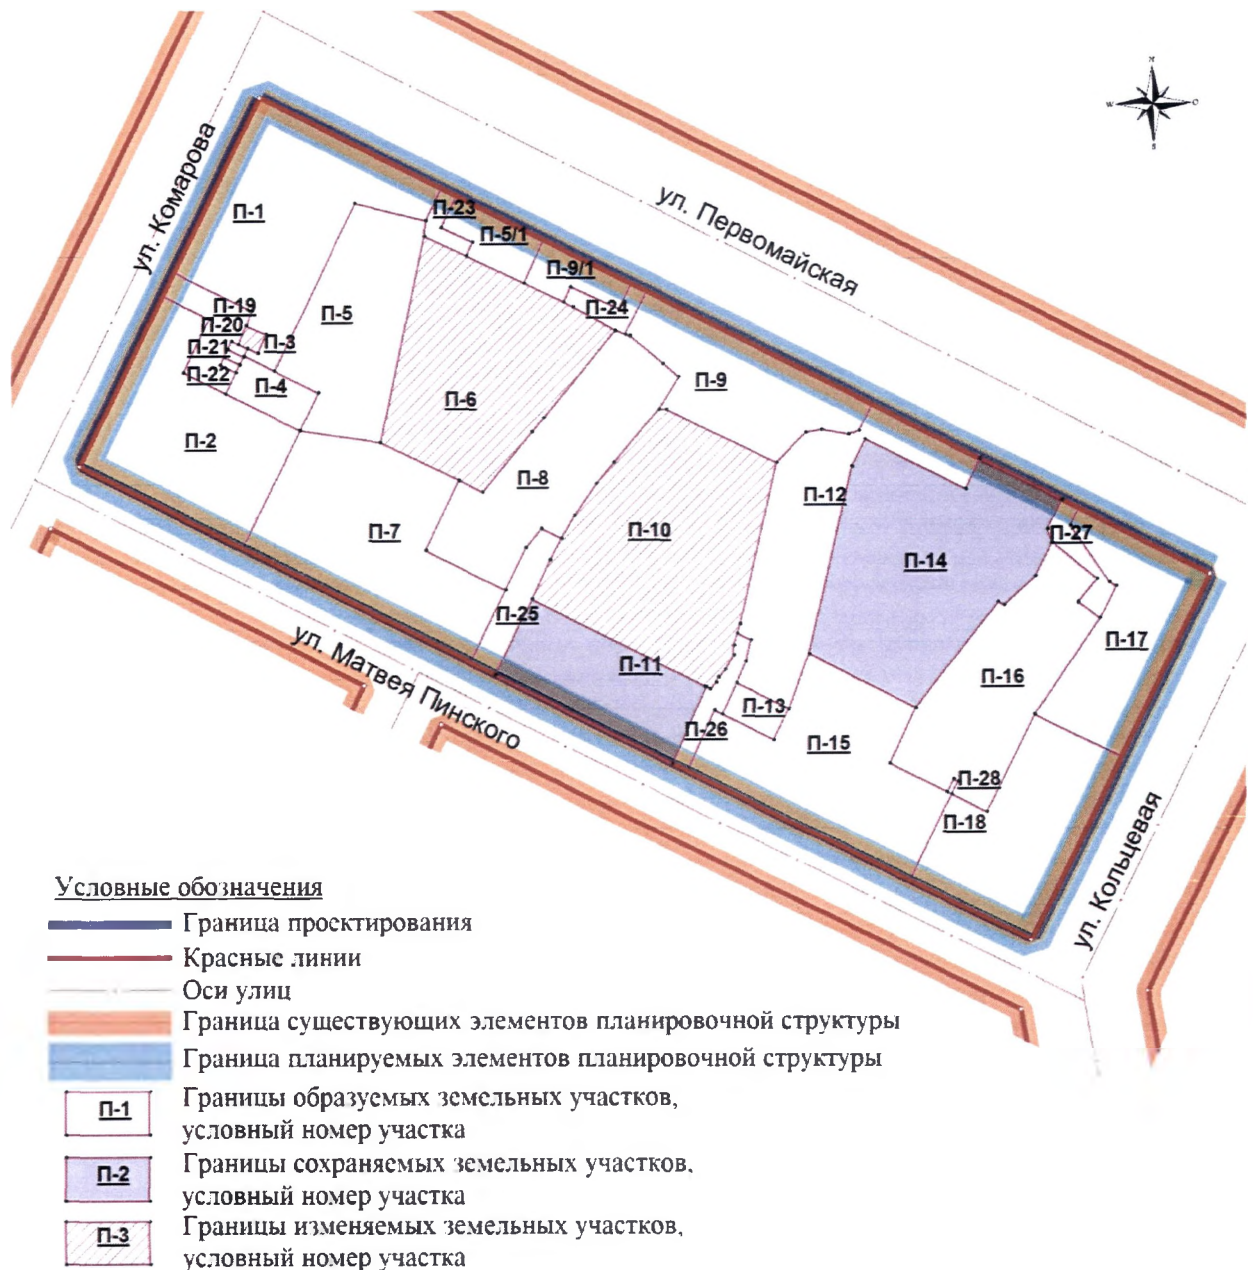 N
W
O
S
ул. Комарова
ул. Первомайская
П-1
П-23
П-5/1
П-9/1
П-24
П-19
П-20
П-3
П-21
П-22
П-4
П-5
П-6
П-9
П-2
П-8
П-7
П-10
П-12
П-14
П-27
П-25
П-11
П-17
П-16
П-13
П-26
П-15
П-28
П-18
ул. Матвея Пинского
ул. Кольцевая
Условные обозначения
Граница проектирования
Красные линии
Оси улиц
Граница существующих элементов планировочной структуры
Граница планируемых элементов планировочной структуры
П-1
Границы образуемых земельных участков,
условный номер участка
П-2
Границы сохраняемых земельных участков,
условный номер участка
П-3
Границы изменяемых земельных участков,
условный номер участка